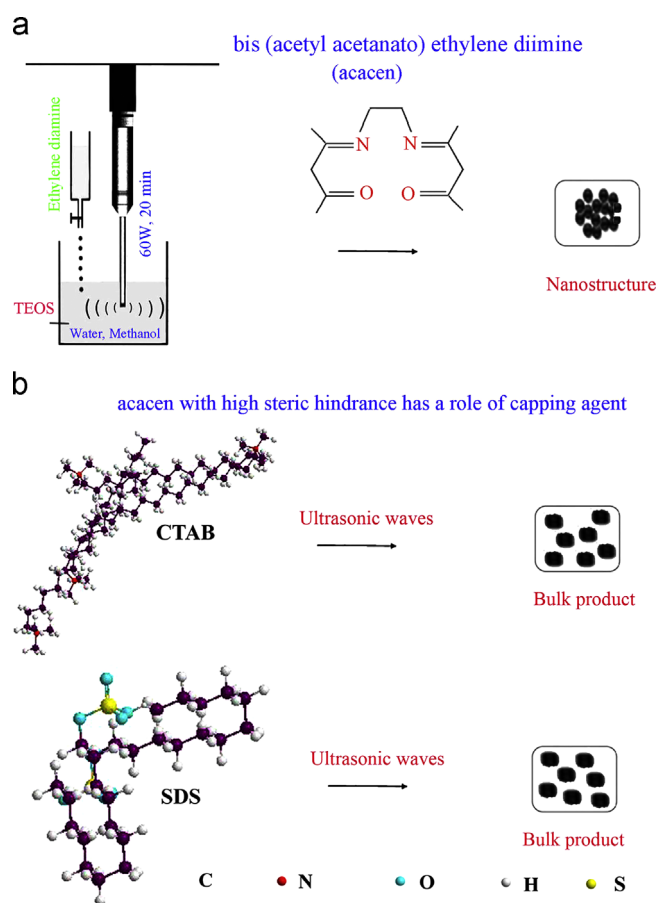 a
bis (acetyl acetanato) ethylene diimine
(acacen)
Ethylene diamine
60W, 20 min
N N
O O
TEOS
Water, Methanol
Nanostructure
b
acacen with high steric hindrance has a role of capping agent
CTAB
Ultrasonic waves
Bulk product
SDS
Ultrasonic waves
Bulk product
C N O H S